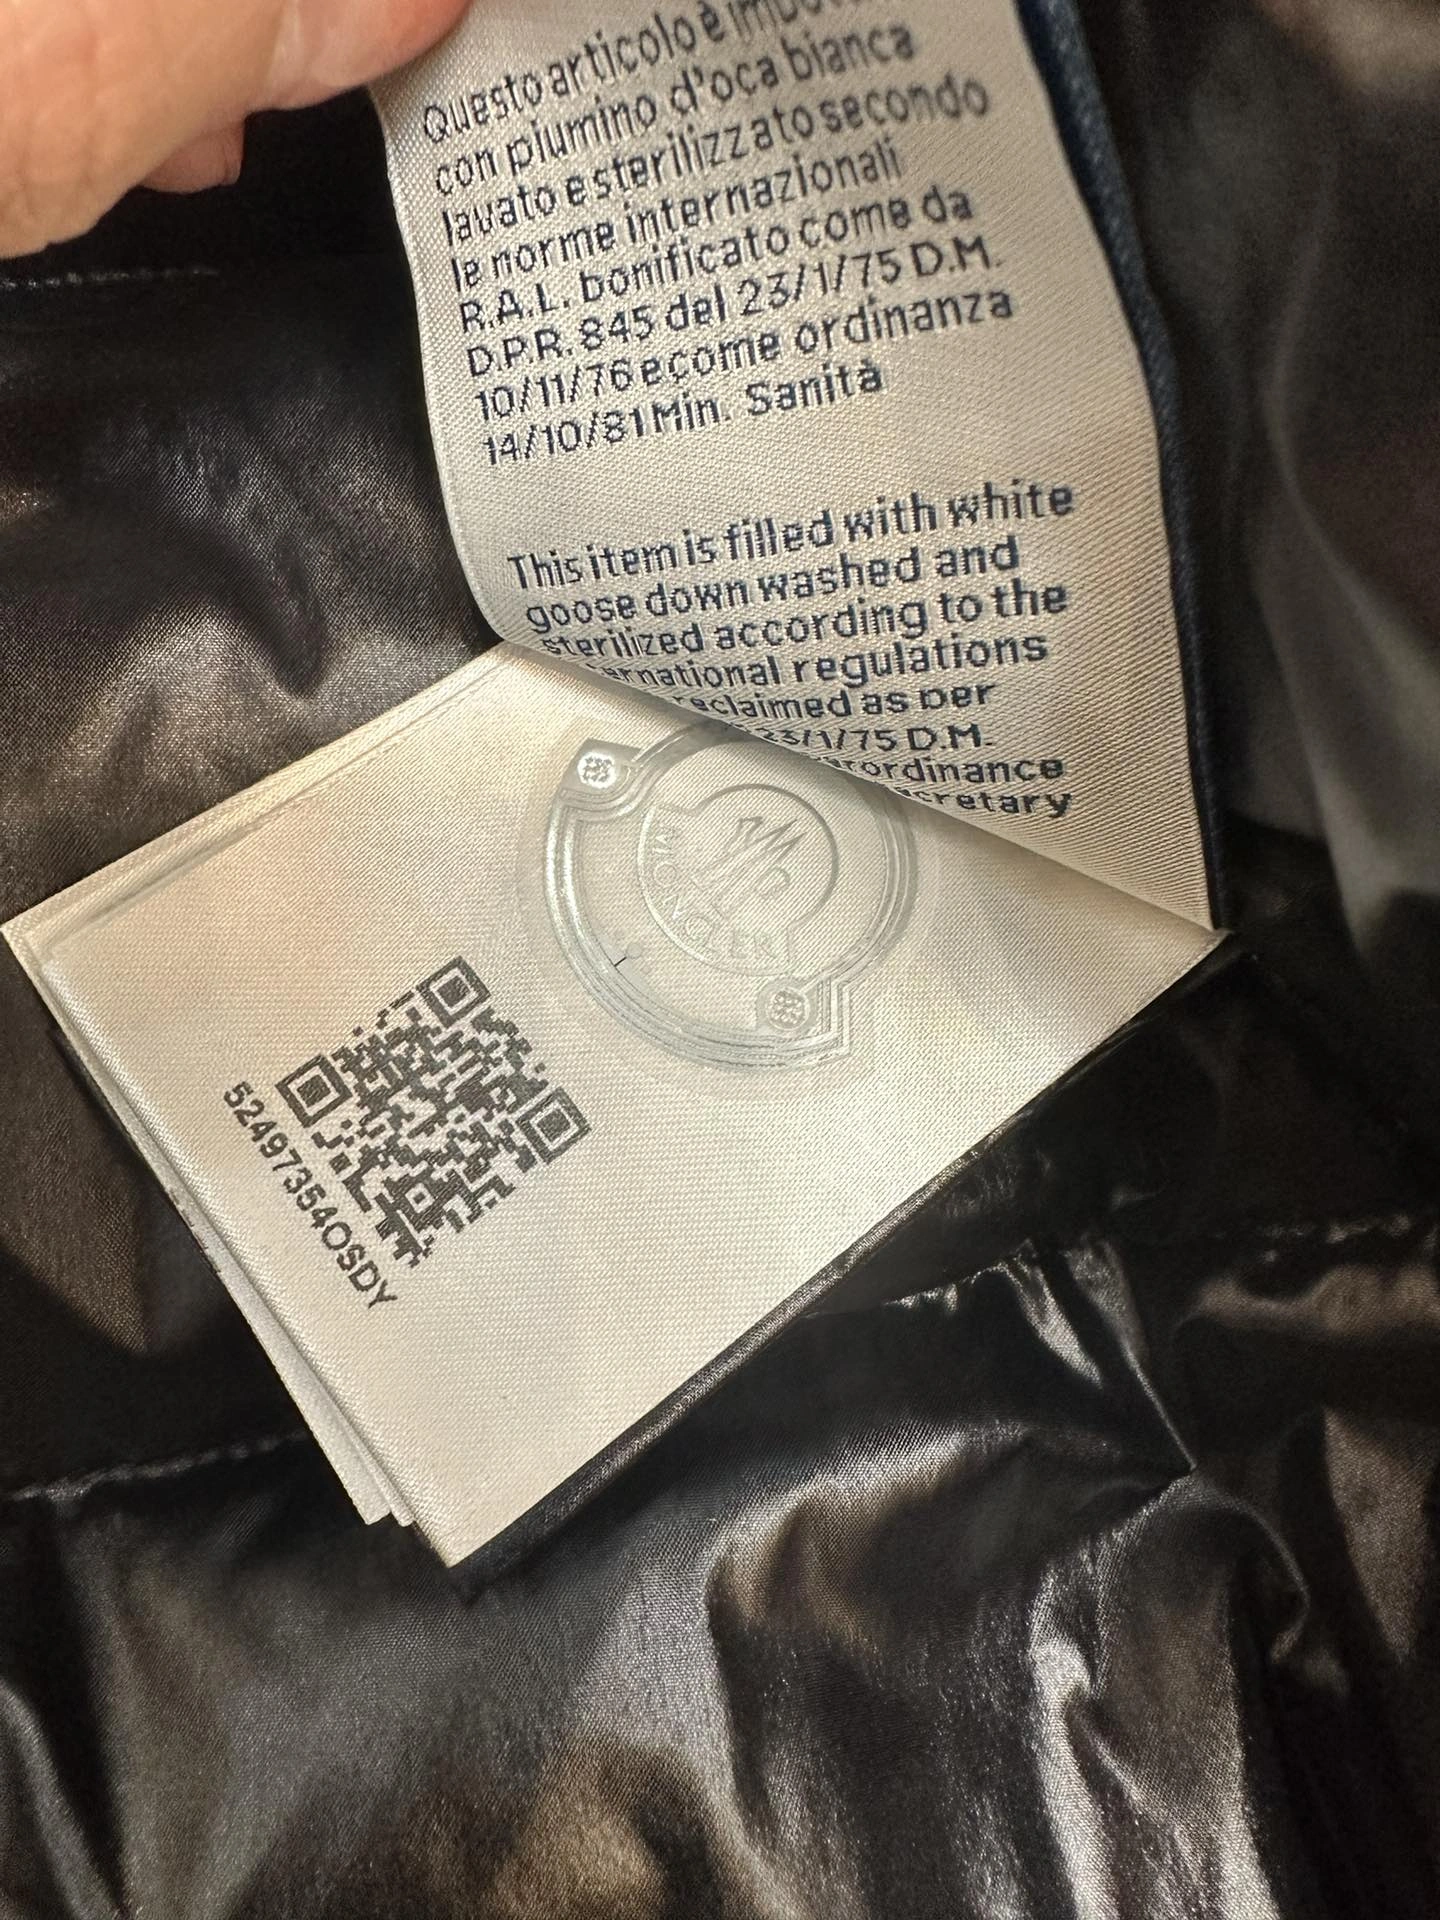 Questo articolo è
con piumino d'oca bianca
lavato e sterilizzato secondo
le norme internazionali
R.A.L. bonificato come da
D.P.R. 845 del 23/1/75 D.M.
10/11/76 e come ordinanza
14/10/81 Min. Sanità
This item is filled with white
goose down washed and
sterilized according to the
regulations
as per
23/1/75 D.M.
MONCLER
52497354OSDY